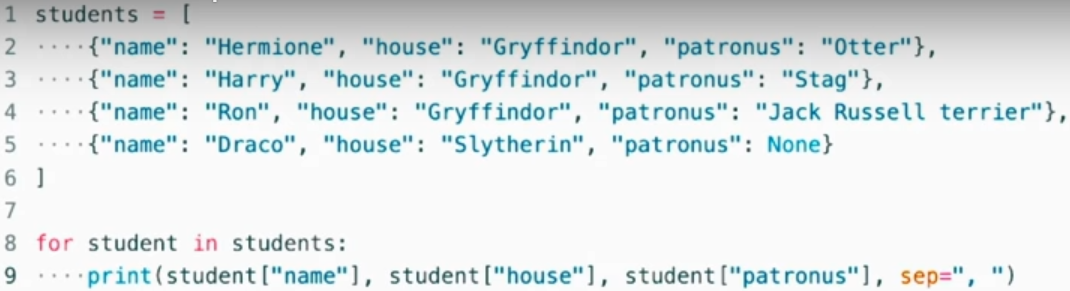 1 students = [
2 ····{"name": "Hermione", "house": "Gryffindor", "patronus": "Otter"},
3 ····{"name": "Harry", "house": "Gryffindor", "patronus": "Stag"},
4 ····{"name": "Ron", "house": "Gryffindor", "patronus": "Jack Russell terrier"},
5 ····{"name": "Draco", "house": "Slytherin", "patronus": None}
6 ]
7
8 for student in students:
9 ····print(student["name"], student["house"], student["patronus"], sep=", ")